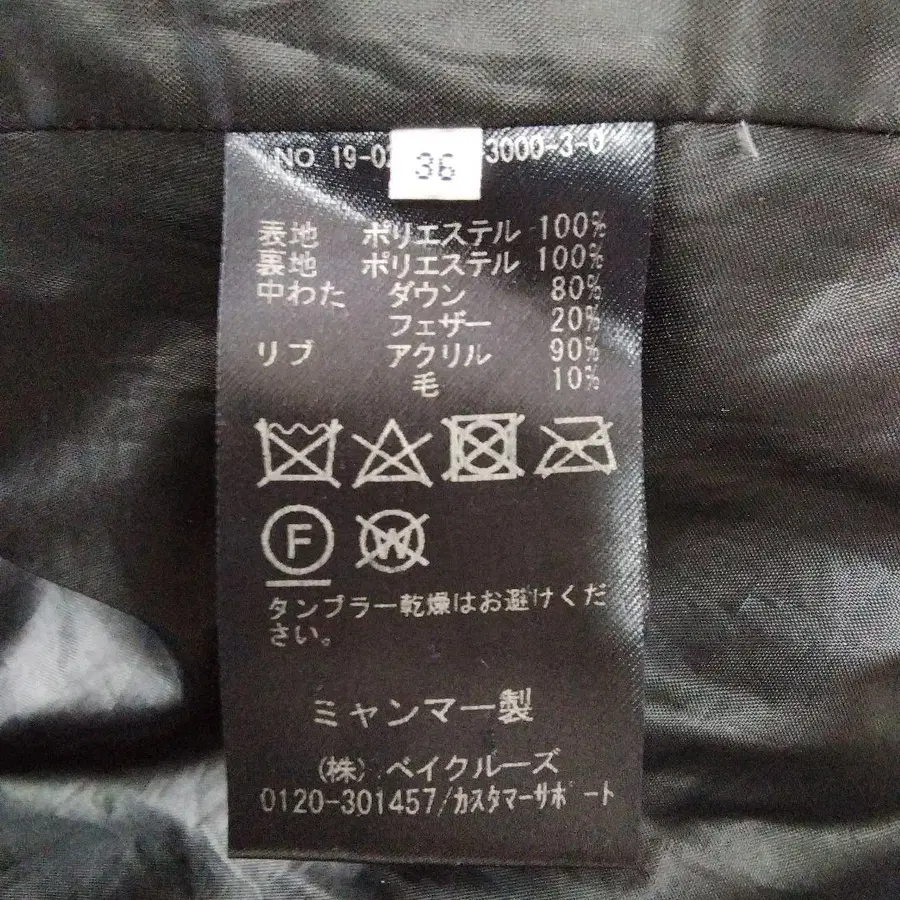 NO 19-02 3000-3-0
36
表地 ポリエステル 100%
裏地 ポリエステル 100%
中わた ダウン 80%
フェザー 20%
リブ アクリル 90%
毛 10%
F W
タンブラー乾燥はお避けくだ
さい。
ミャンマー製
(株)ベイクルーズ
0120-301457/カスタマーサポート